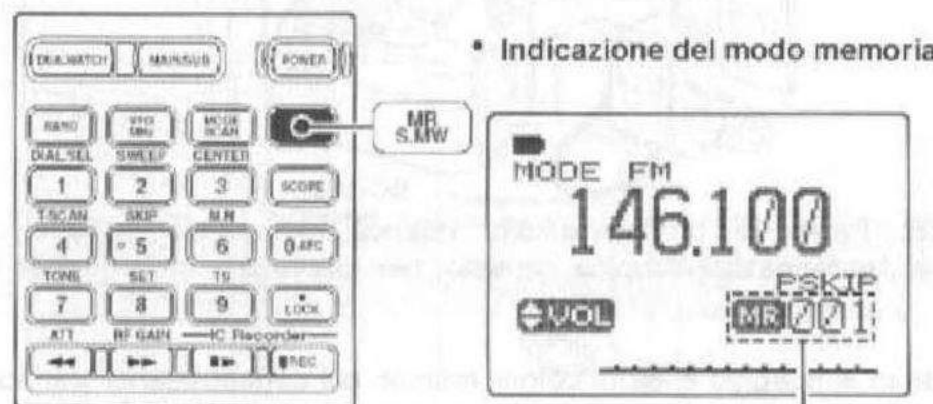 DUALWATCH MAIN/SUB POWER
BAND VFO MHz MODE SCAN
DIAL.SEL SWEEP CENTER
1 2 3 SCOPE
T-SCAN SKIP M.N
4 5 6 0 AFC
TONE SET TS
7 8 9 LOCK
ATT RF GAIN IC Recorder
REC
MR
S.MW
• Indicazione del modo memoria
MODE FM
146.100
PSKIP
VOL MR 001